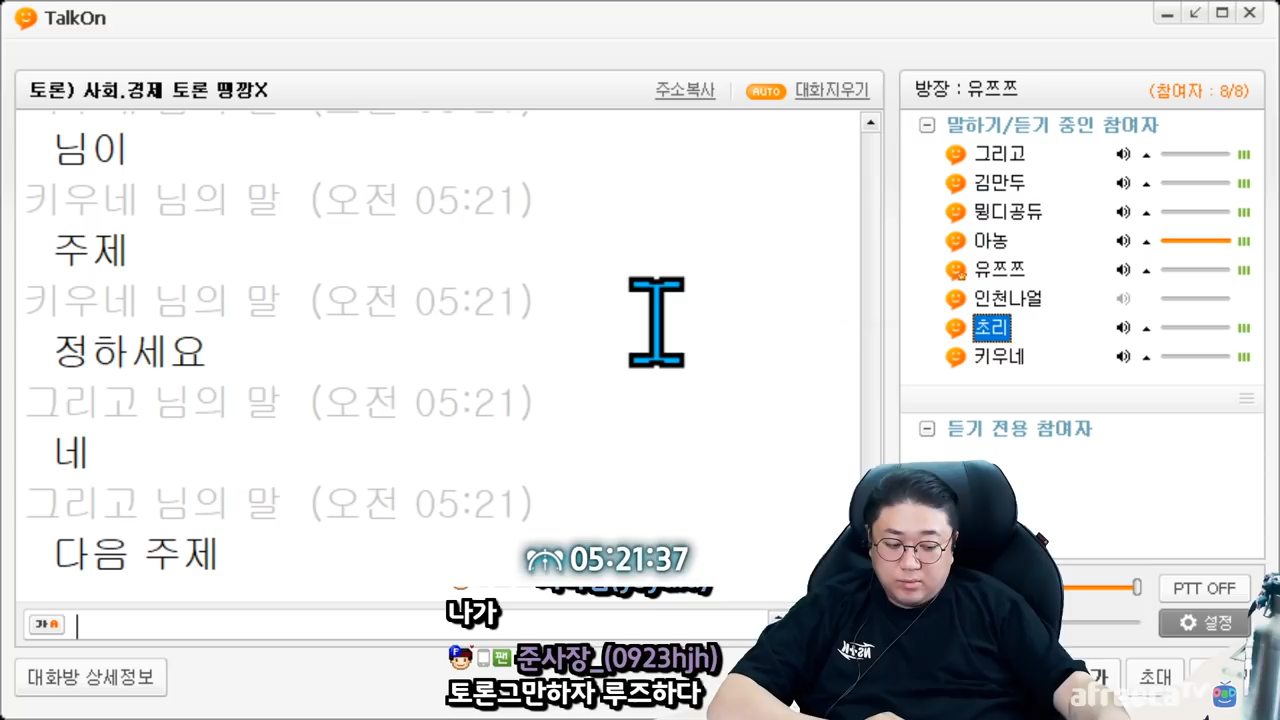 TalkOn
토론) 사회.경제 토론 땡깡X
주소복사
AUTO
대화지우기
방장 : 유쯔쯔
(참여자 : 8/8)
님이
키우네 님의 말 (오전 05:21)
주제
키우네 님의 말 (오전 05:21)
정하세요
그리고 님의 말 (오전 05:21)
네
그리고 님의 말 (오전 05:21)
다음 주제
말하기/듣기 중인 참여자
그리고
김만두
뭥디공듀
아농
유쯔쯔
인천나얼
초리
키우네
듣기 전용 참여자
05:21:37
나가
준사장_(0923hjh)
토론그만하자 루즈하다
PTT OFF
설정
가A
대화방 상세정보
가
초대
afreecaTV